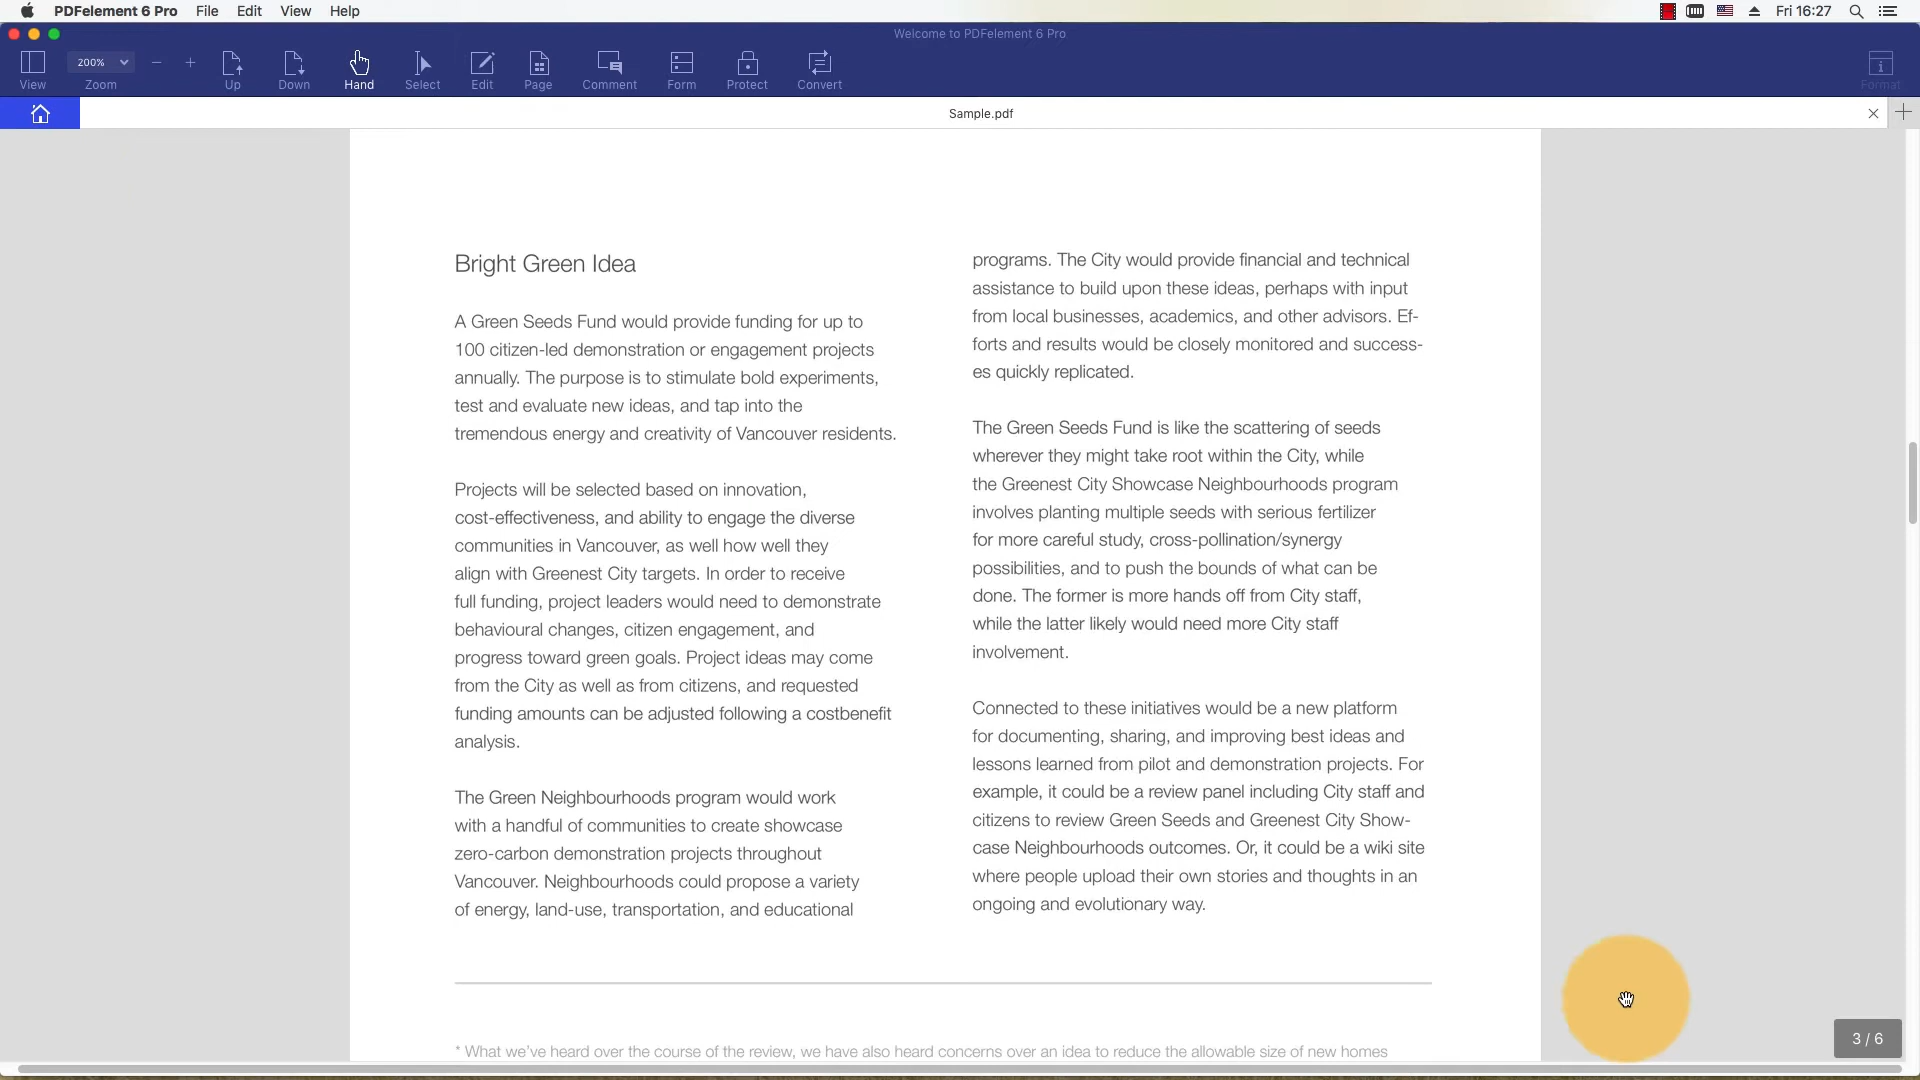 PDFelement 6 Pro File Edit View Help Fri 16:27
Welcome to PDFelement 6 Pro
200%
View Zoom Up Down Hand Select Edit Page Comment Form Protect Convert Format
Sample.pdf
Bright Green Idea
A Green Seeds Fund would provide funding for up to
100 citizen-led demonstration or engagement projects
annually. The purpose is to stimulate bold experiments,
test and evaluate new ideas, and tap into the
tremendous energy and creativity of Vancouver residents.
Projects will be selected based on innovation,
cost-effectiveness, and ability to engage the diverse
communities in Vancouver, as well how well they
align with Greenest City targets. In order to receive
full funding, project leaders would need to demonstrate
behavioural changes, citizen engagement, and
progress toward green goals. Project ideas may come
from the City as well as from citizens, and requested
funding amounts can be adjusted following a costbenefit
analysis.
The Green Neighbourhoods program would work
with a handful of communities to create showcase
zero-carbon demonstration projects throughout
Vancouver. Neighbourhoods could propose a variety
of energy, land-use, transportation, and educational
programs. The City would provide financial and technical
assistance to build upon these ideas, perhaps with input
from local businesses, academics, and other advisors. Ef-
forts and results would be closely monitored and success-
es quickly replicated.
The Green Seeds Fund is like the scattering of seeds
wherever they might take root within the City, while
the Greenest City Showcase Neighbourhoods program
involves planting multiple seeds with serious fertilizer
for more careful study, cross-pollination/synergy
possibilities, and to push the bounds of what can be
done. The former is more hands off from City staff,
while the latter likely would need more City staff
involvement.
Connected to these initiatives would be a new platform
for documenting, sharing, and improving best ideas and
lessons learned from pilot and demonstration projects. For
example, it could be a review panel including City staff and
citizens to review Green Seeds and Greenest City Show-
case Neighbourhoods outcomes. Or, it could be a wiki site
where people upload their own stories and thoughts in an
ongoing and evolutionary way.
* What we've heard over the course of the review, we have also heard concerns over an idea to reduce the allowable size of new homes
3 / 6